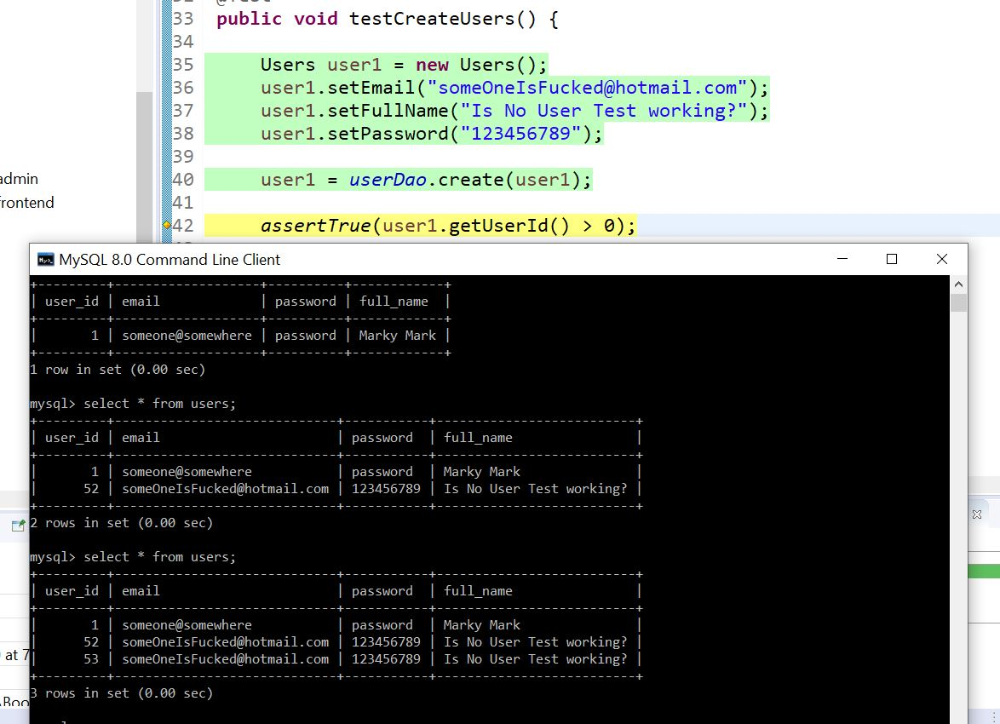 33 public void testCreateUsers() {
34
35 Users user1 = new Users();
36 user1.setEmail("someOneIsFucked@hotmail.com");
37 user1.setFullName("Is No User Test working?");
38 user1.setPassword("123456789");
39
40 user1 = userDao.create(user1);
41
42 assertTrue(user1.getUserId() > 0);
admin
frontend
MySQL 8.0 Command Line Client
+---------+-------------------+----------+------------+
| user_id | email             | password | full_name  |
+---------+-------------------+----------+------------+
|       1 | someone@somewhere | password | Marky Mark |
+---------+-------------------+----------+------------+
1 row in set (0.00 sec)
mysql> select * from users;
+---------+-----------------------------+-----------+--------------------------+
| user_id | email                       | password  | full_name                |
+---------+-----------------------------+-----------+--------------------------+
|       1 | someone@somewhere           | password  | Marky Mark               |
|      52 | someOneIsFucked@hotmail.com | 123456789 | Is No User Test working? |
+---------+-----------------------------+-----------+--------------------------+
2 rows in set (0.00 sec)
mysql> select * from users;
+---------+-----------------------------+-----------+--------------------------+
| user_id | email                       | password  | full_name                |
+---------+-----------------------------+-----------+--------------------------+
|       1 | someone@somewhere           | password  | Marky Mark               |
|      52 | someOneIsFucked@hotmail.com | 123456789 | Is No User Test working? |
|      53 | someOneIsFucked@hotmail.com | 123456789 | Is No User Test working? |
+---------+-----------------------------+-----------+--------------------------+
3 rows in set (0.00 sec)
at 7